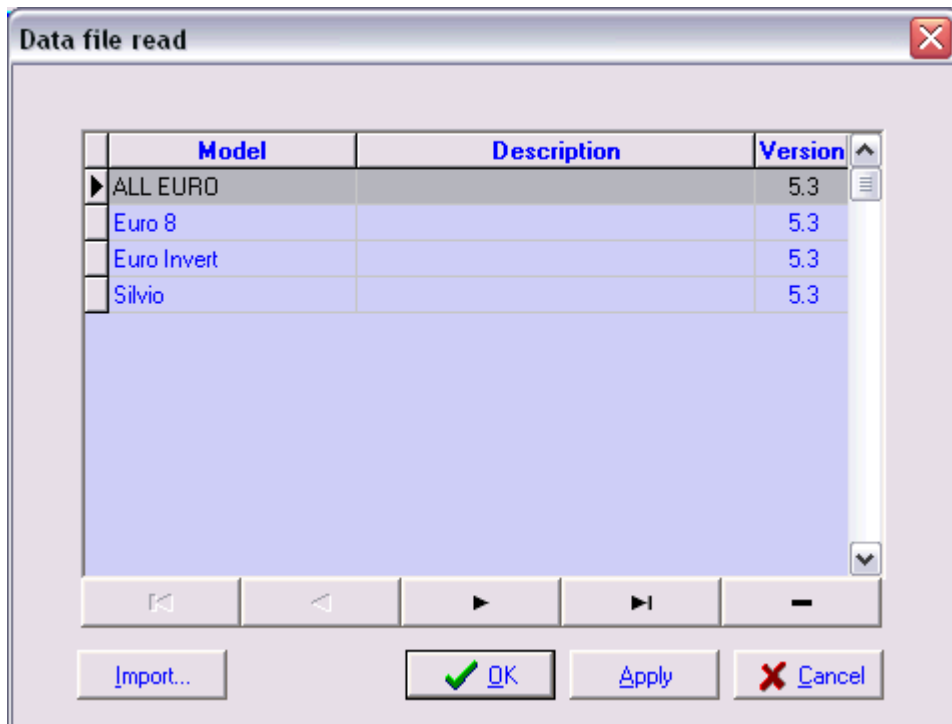 Data file read
Model Description Version
ALL EURO 5.3
Euro 8 5.3
Euro Invert 5.3
Silvio 5.3
Import... OK Apply Cancel